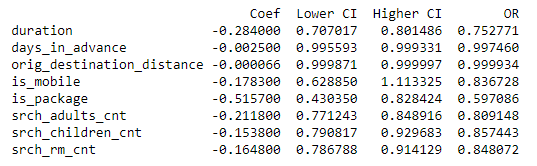 Coef Lower CI Higher CI OR
duration -0.284000 0.707017 0.801486 0.752771
days_in_advance -0.002500 0.995593 0.999331 0.997460
orig_destination_distance -0.000066 0.999871 0.999997 0.999934
is_mobile -0.178300 0.628850 1.113325 0.836728
is_package -0.515700 0.430350 0.828424 0.597086
srch_adults_cnt -0.211800 0.771243 0.848916 0.809148
srch_children_cnt -0.153800 0.790817 0.929683 0.857443
srch_rm_cnt -0.164800 0.786788 0.914129 0.848072